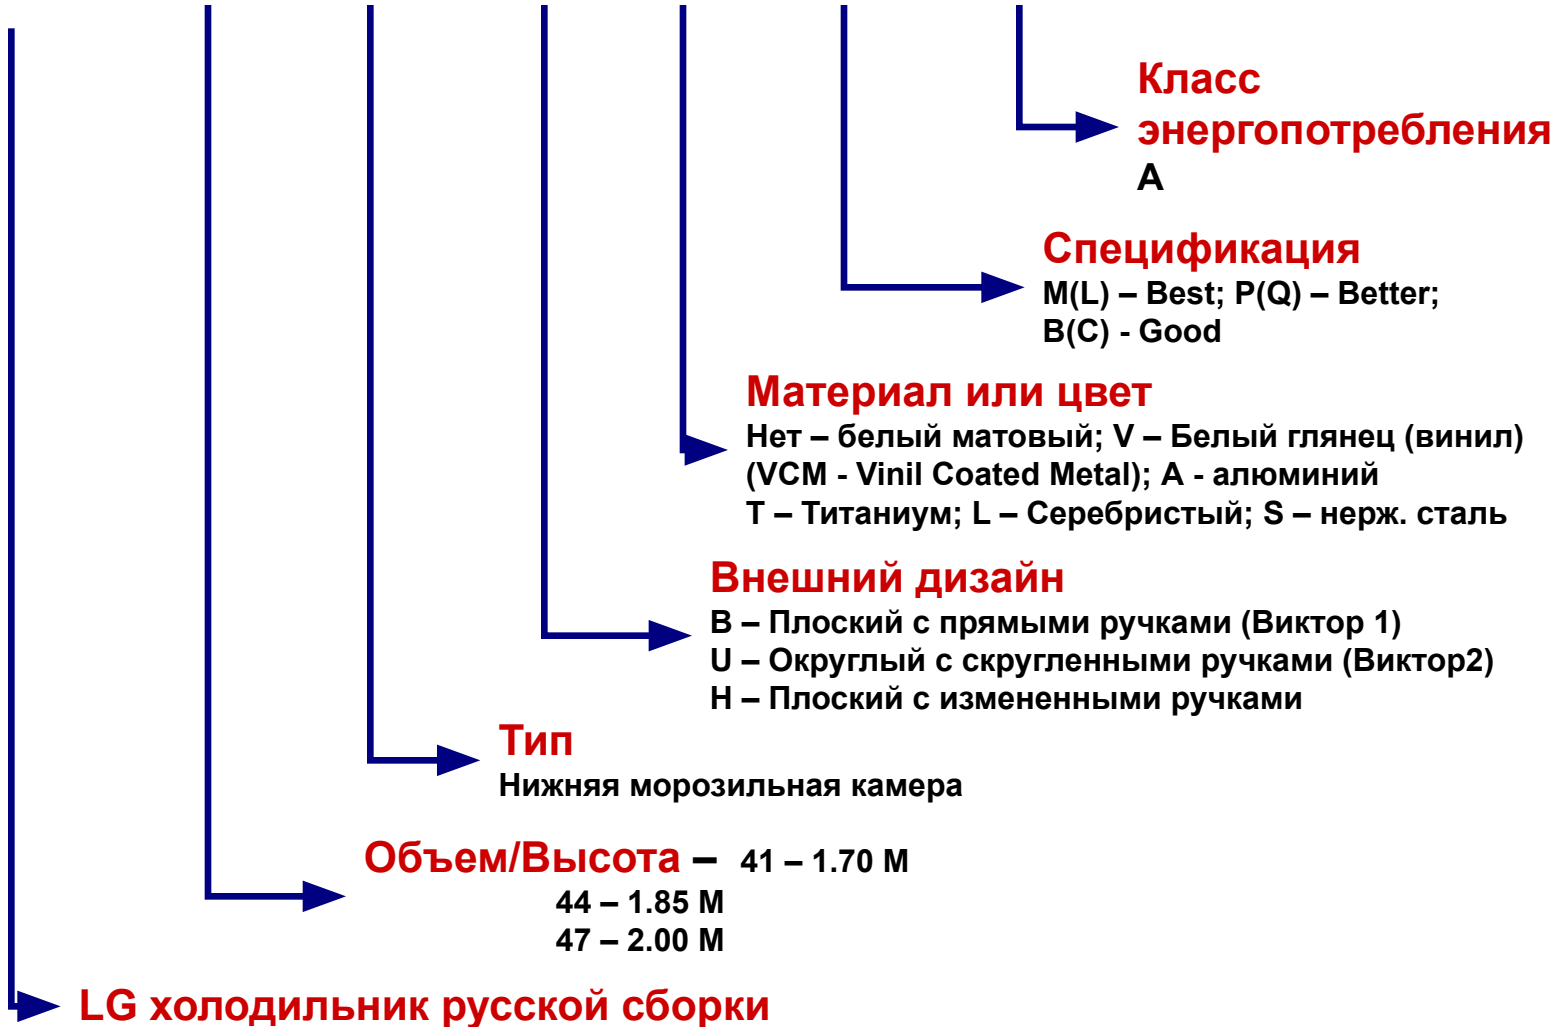 Класс
энергопотребления
А
Спецификация
M(L) – Best; P(Q) – Better;
B(C) - Good
Материал или цвет
Нет – белый матовый; V – Белый глянец (винил)
(VCM - Vinil Coated Metal); А - алюминий
Т – Титаниум; L – Серебристый; S – нерж. сталь
Внешний дизайн
B – Плоский с прямыми ручками (Виктор 1)
U – Округлый с скругленными ручками (Виктор2)
H – Плоский с измененными ручками
Тип
Нижняя морозильная камера
Объем/Высота – 41 – 1.70 М
44 – 1.85 М
47 – 2.00 М
LG холодильник русской сборки